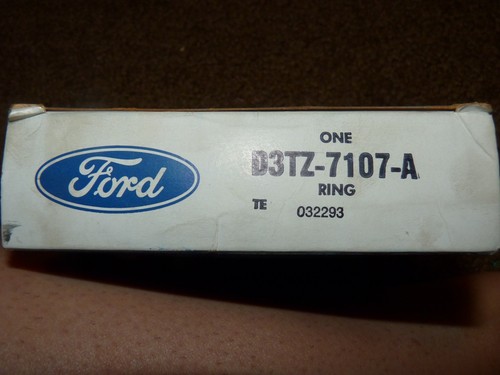 Ford
ONE
D3TZ-7107-A
RING
TE 032293